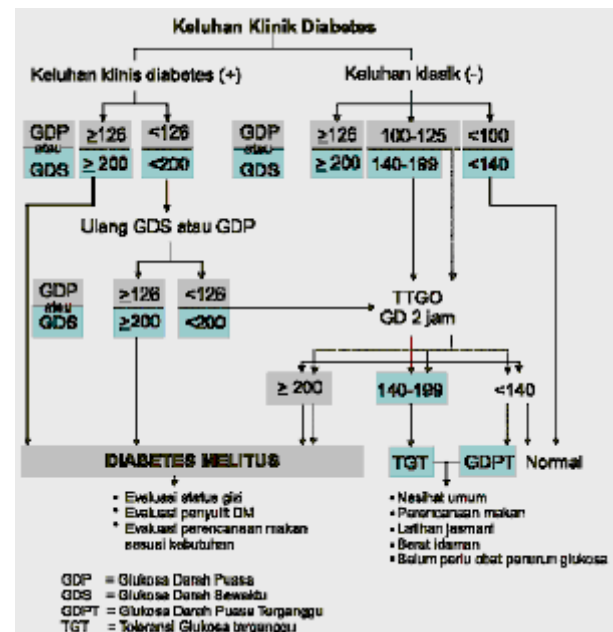 Keluhan Klinik Diabetes
Keluhan klinis diabetes (+)
Keluhan klasik (-)
GDP ≥126 <126
atau
GDS ≥ 200 <200
GDP ≥126 100-125 <100
atau
GDS ≥ 200 140-199 <140
Ulang GDS atau GDP
GDP ≥126 <126
atau
GDS ≥200 <200
TTGO
GD 2 jam
≥ 200 140-199 <140
DIABETES MELITUS
TGT GDPT Normal
• Evaluasi status gizi
• Evaluasi penyulit DM
• Evaluasi perencanaan makan
sesuai kebutuhan
• Nasihat umum
• Perencanaan makan
• Latihan jasmani
• Berat idaman
• Belum perlu obat penurun glukosa
GDP = Glukosa Darah Puasa
GDS = Glukosa Darah Sewaktu
GDPT = Glukosa Darah Puasa Terganggu
TGT = Toleransi Glukosa terganggu